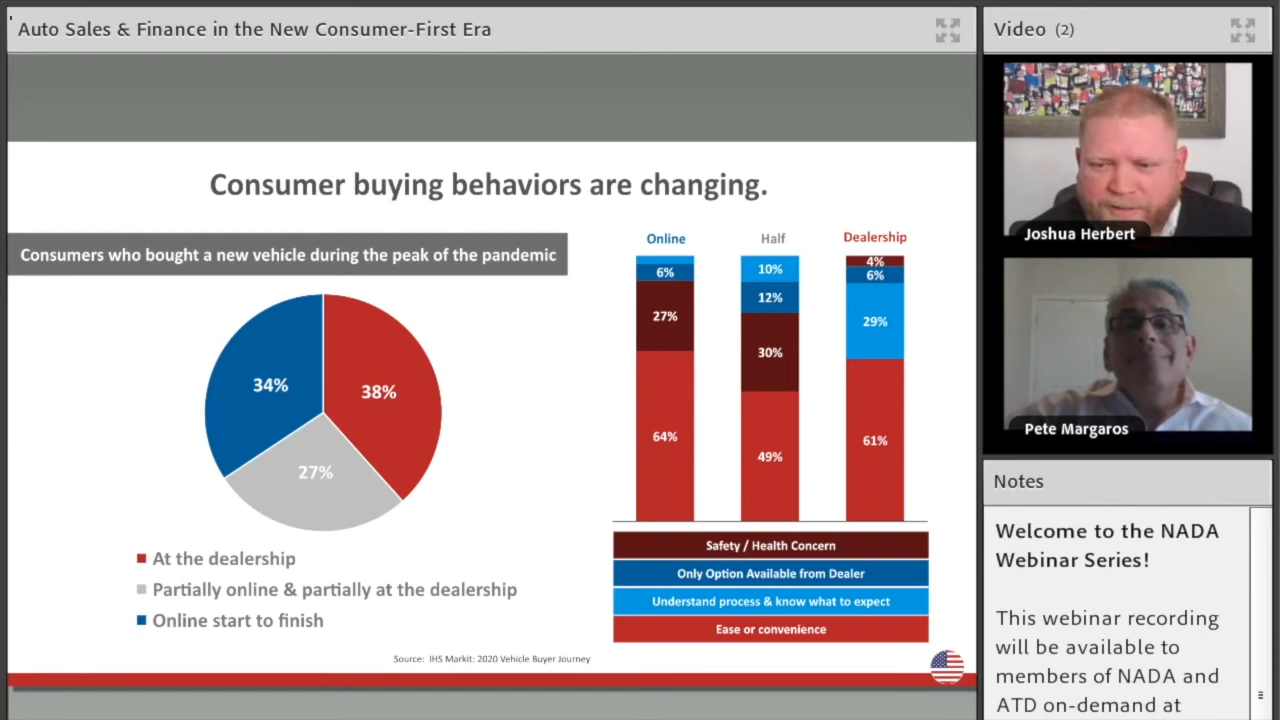 Auto Sales & Finance in the New Consumer-First Era
Video (2)
Consumer buying behaviors are changing.
Consumers who bought a new vehicle during the peak of the pandemic
34%
38%
27%
At the dealership
Partially online & partially at the dealership
Online start to finish
Online
Half
Dealership
6%
27%
64%
10%
12%
30%
49%
4%
6%
29%
61%
Safety / Health Concern
Only Option Available from Dealer
Understand process & know what to expect
Ease or convenience
Source: IHS Markit: 2020 Vehicle Buyer Journey
Joshua Herbert
Pete Margaros
Notes
Welcome to the NADA
Webinar Series!
This webinar recording
will be available to
members of NADA and
ATD on-demand at